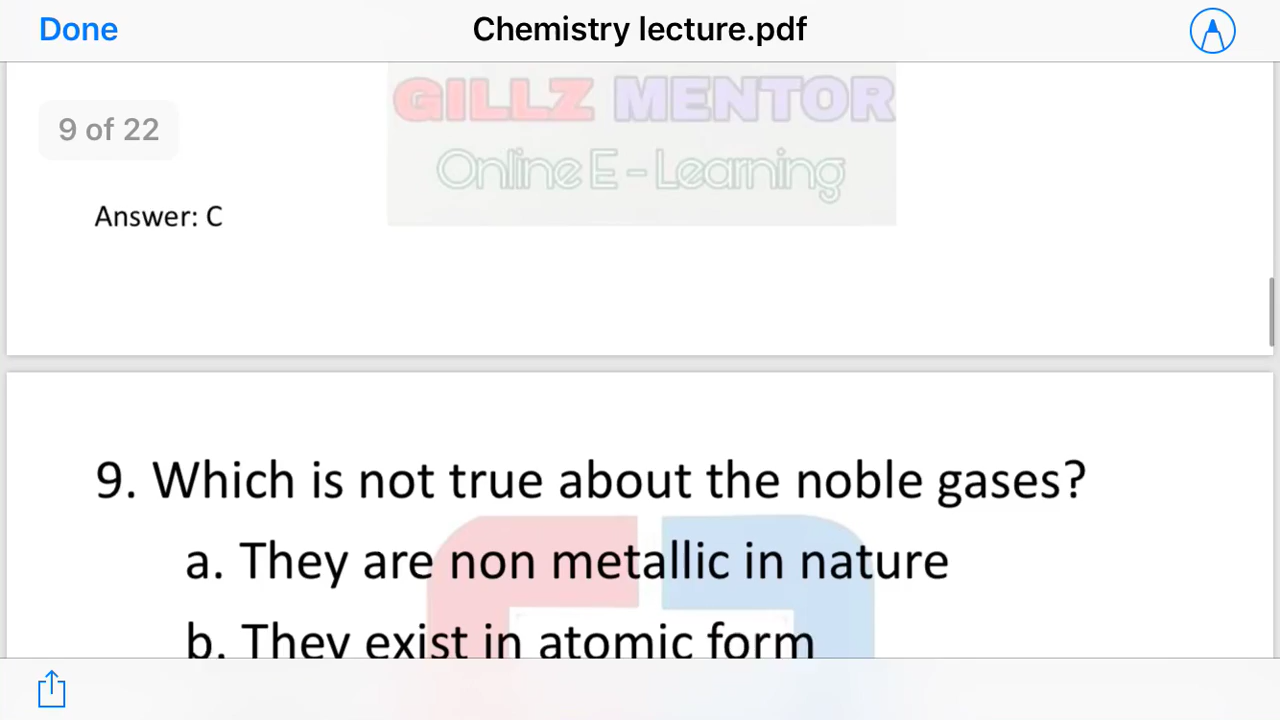 Done
Chemistry lecture.pdf
GILLZ MENTOR
9 of 22
Online E - Learning
Answer: C
9. Which is not true about the noble gases?
a. They are non metallic in nature
b. They exist in atomic form